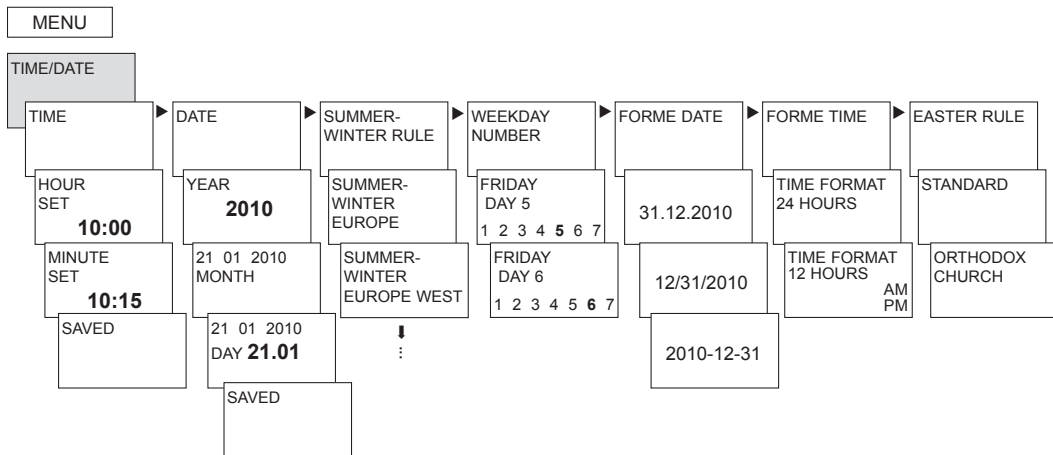 MENU
TIME/DATE
TIME
HOUR
SET
10:00
MINUTE
SET
10:15
SAVED
DATE
YEAR
2010
21 01 2010
MONTH
21 01 2010
DAY 21.01
SAVED
SUMMER-
WINTER RULE
SUMMER-
WINTER
EUROPE
SUMMER-
WINTER
EUROPE WEST
WEEKDAY
NUMBER
FRIDAY
DAY 5
1 2 3 4 5 6 7
FRIDAY
DAY 6
1 2 3 4 5 6 7
FORME DATE
31.12.2010
12/31/2010
2010-12-31
FORME TIME
TIME FORMAT
24 HOURS
TIME FORMAT
12 HOURS
AM
PM
EASTER RULE
STANDARD
ORTHODOX
CHURCH